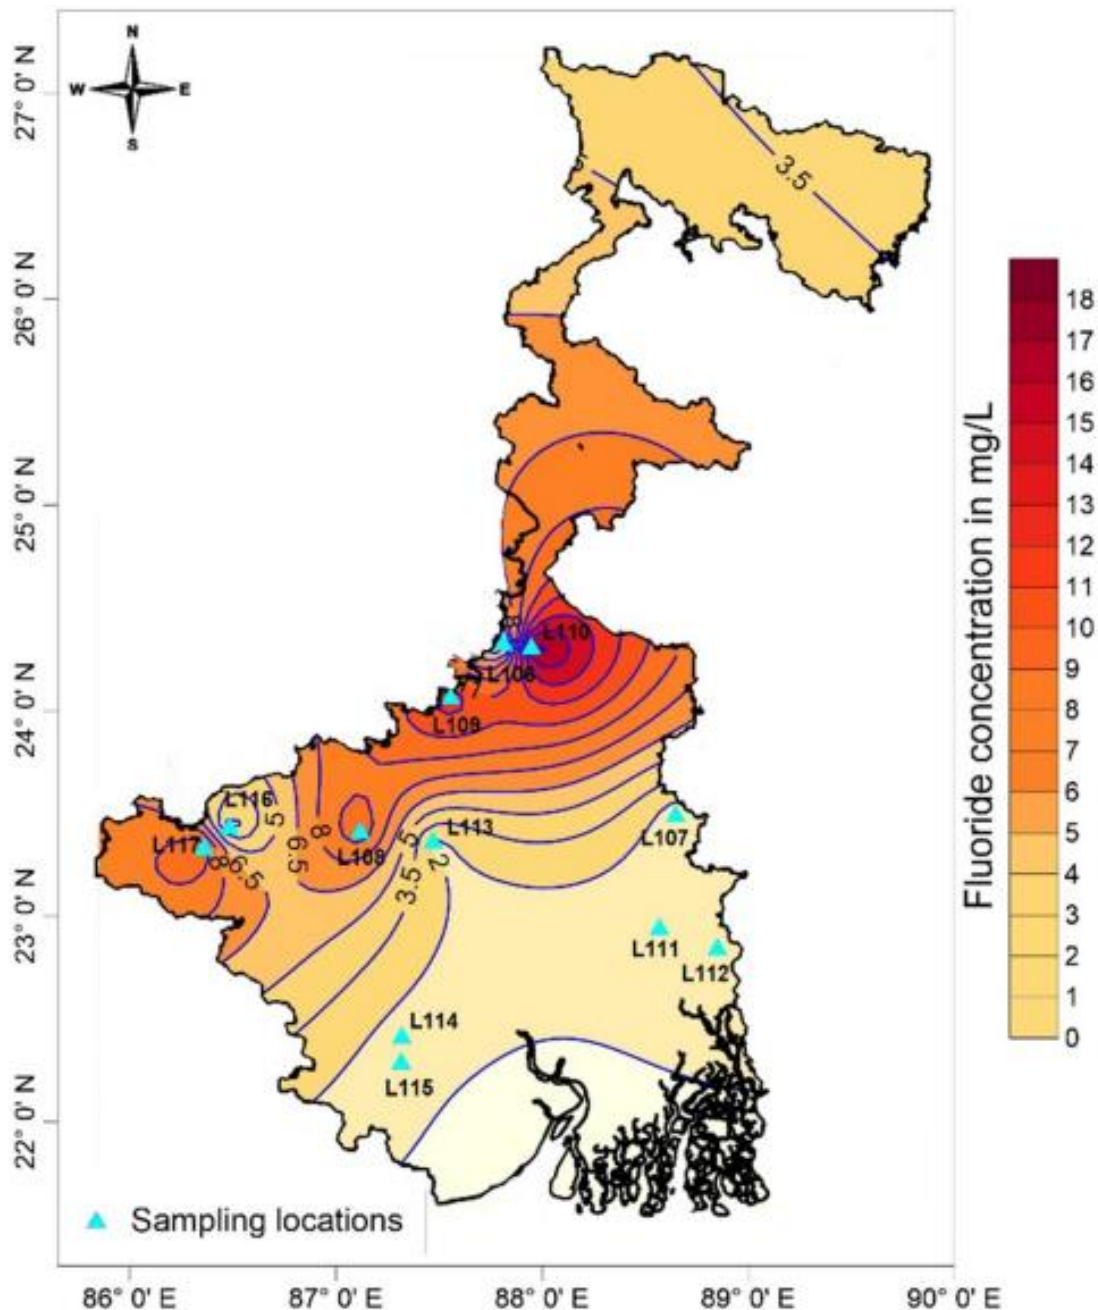 N
W E
S
27° 0' N
26° 0' N
25° 0' N
24° 0' N
23° 0' N
22° 0' N
3.5
8
L110
L106
L109
L116
5
L113
L107
L117
8
6.5
6.5
8
L108
5
2
3.5
L111
L112
L114
L115
Sampling locations
86° 0' E
87° 0' E
88° 0' E
89° 0' E
90° 0' E
Fluoride concentration in mg/L
18
17
16
15
14
13
12
11
10
9
8
7
6
5
4
3
2
1
0